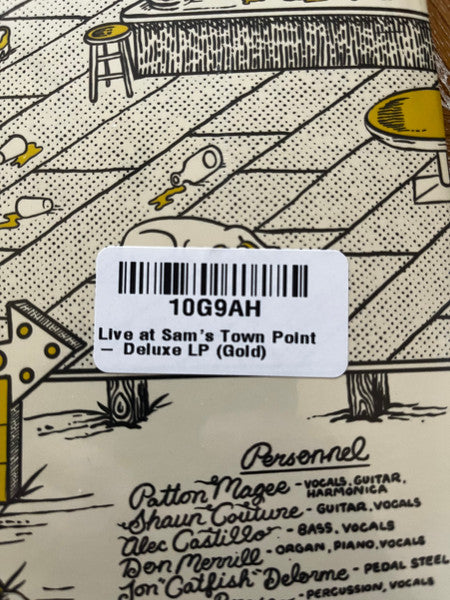 10G9AH
Live at Sam's Town Point
— Deluxe LP (Gold)
Personnel
Patton Magee - VOCALS, GUITAR,
HARMONICA
Shaun "Couture - GUITAR, VOCALS
Alec Castillo - BASS, VOCALS
Don Merrill - ORGAN, PIANO, VOCALS
Jon "Catfish" Delorme - PEDAL STEEL
- PERCUSSION, VOCALS